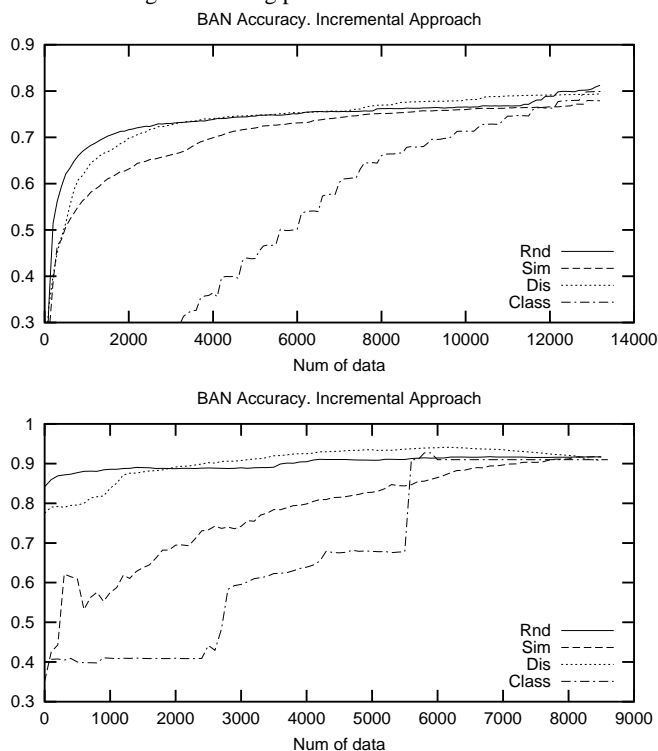 BAN Accuracy. Incremental Approach
0.9
0.8
0.7
0.6
0.5
0.4
0.3
Rnd
Sim
Dis
Class
0 2000 4000 6000 8000 10000 12000 14000
Num of data
BAN Accuracy. Incremental Approach
1
0.9
0.8
0.7
0.6
0.5
0.4
0.3
Rnd
Sim
Dis
Class
0 1000 2000 3000 4000 5000 6000 7000 8000 9000
Num of data